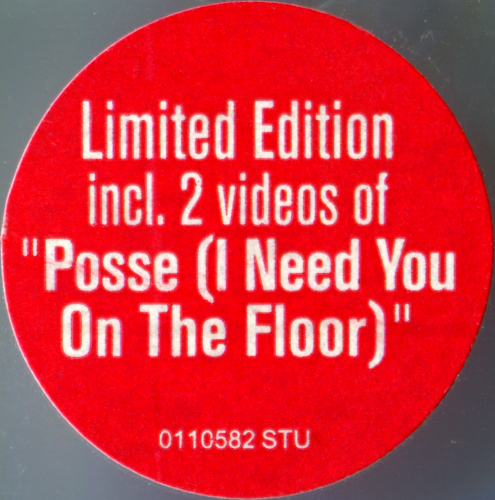 Limited Edition
incl. 2 videos of
"Posse (I Need You
On The Floor)"
0110582 STU